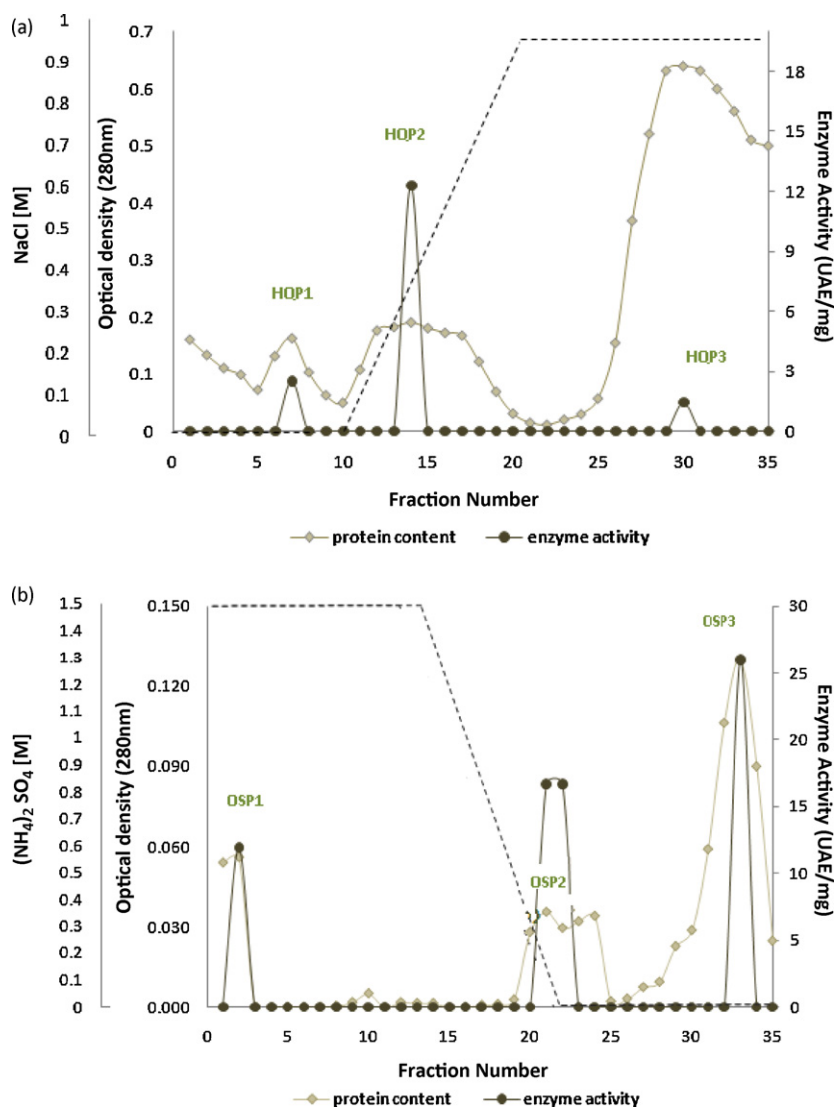 (a)
NaCl [M]
1
0.9
0.8
0.7
0.6
0.5
0.4
0.3
0.2
0.1
0
Optical density (280nm)
0.7
0.6
0.5
0.4
0.3
0.2
0.1
0
HQP1
HQP2
HQP3
18
15
12
9
6
3
0
Enzyme Activity (UAE/mg)
0 5 10 15 20 25 30 35
Fraction Number
protein content enzyme activity
(b)
(NH4)2 SO4 [M]
1.5
1.4
1.3
1.2
1.1
1
0.9
0.8
0.7
0.6
0.5
0.4
0.3
0.2
0.1
0
Optical density (280nm)
0.150
0.120
0.090
0.060
0.030
0.000
OSP1
OSP2
OSP3
30
25
20
15
10
5
0
Enzyme Activity (UAE/mg)
0 5 10 15 20 25 30 35
Fraction Number
protein content enzyme activity